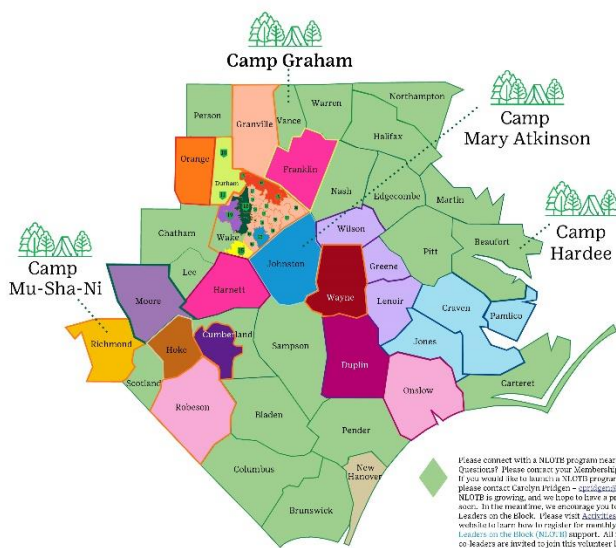 Camp Graham
Camp
Mary Atkinson
Camp
Hardee
Camp
Mu-Sha-Ni
Person
Granville
Vance
Warren
Northampton
Halifax
Orange
Durham
Franklin
Nash
Edgecombe
Martin
Chatham
Wake
Wilson
Pitt
Beaufort
Lee
Johnston
Greene
Moore
Harnett
Wayne
Lenoir
Craven
Pamlico
Richmond
Hoke
Cumberland
Sampson
Jones
Scotland
Duplin
Carteret
Robeson
Onslow
Bladen
Pender
Columbus
New
Hanover
Brunswick
Please connect with a NLOTB program near
Questions? Please contact your Membership
If you would like to launch a NLOTB program
please contact Carolyn Pridgen –
NLOTB is growing, and we hope to have a
soon. In the meantime, we encourage you to
Leaders on the Block. Please visit Activities
website to learn how to register for monthly
Leaders on the Block (NLOTB) support. All
co-leaders are invited to join this volunteer